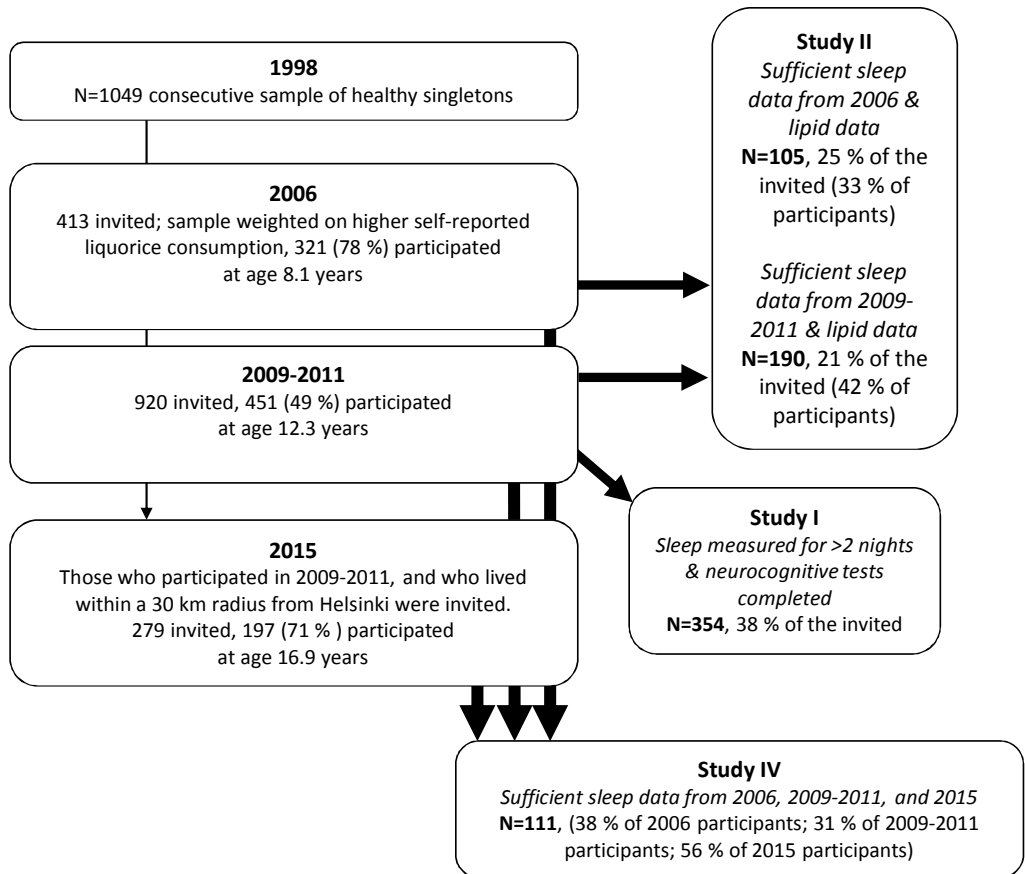 1998
N=1049 consecutive sample of healthy singletons
2006
413 invited; sample weighted on higher self-reported
liquorice consumption, 321 (78 %) participated
at age 8.1 years
2009-2011
920 invited, 451 (49 %) participated
at age 12.3 years
2015
Those who participated in 2009-2011, and who lived
within a 30 km radius from Helsinki were invited.
279 invited, 197 (71 % ) participated
at age 16.9 years
Study II
Sufficient sleep
data from 2006 &
lipid data
N=105, 25 % of the
invited (33 % of
participants)
Sufficient sleep
data from 2009-
2011 & lipid data
N=190, 21 % of the
invited (42 % of
participants)
Study I
Sleep measured for >2 nights
& neurocognitive tests
completed
N=354, 38 % of the invited
Study IV
Sufficient sleep data from 2006, 2009-2011, and 2015
N=111, (38 % of 2006 participants; 31 % of 2009-2011
participants; 56 % of 2015 participants)